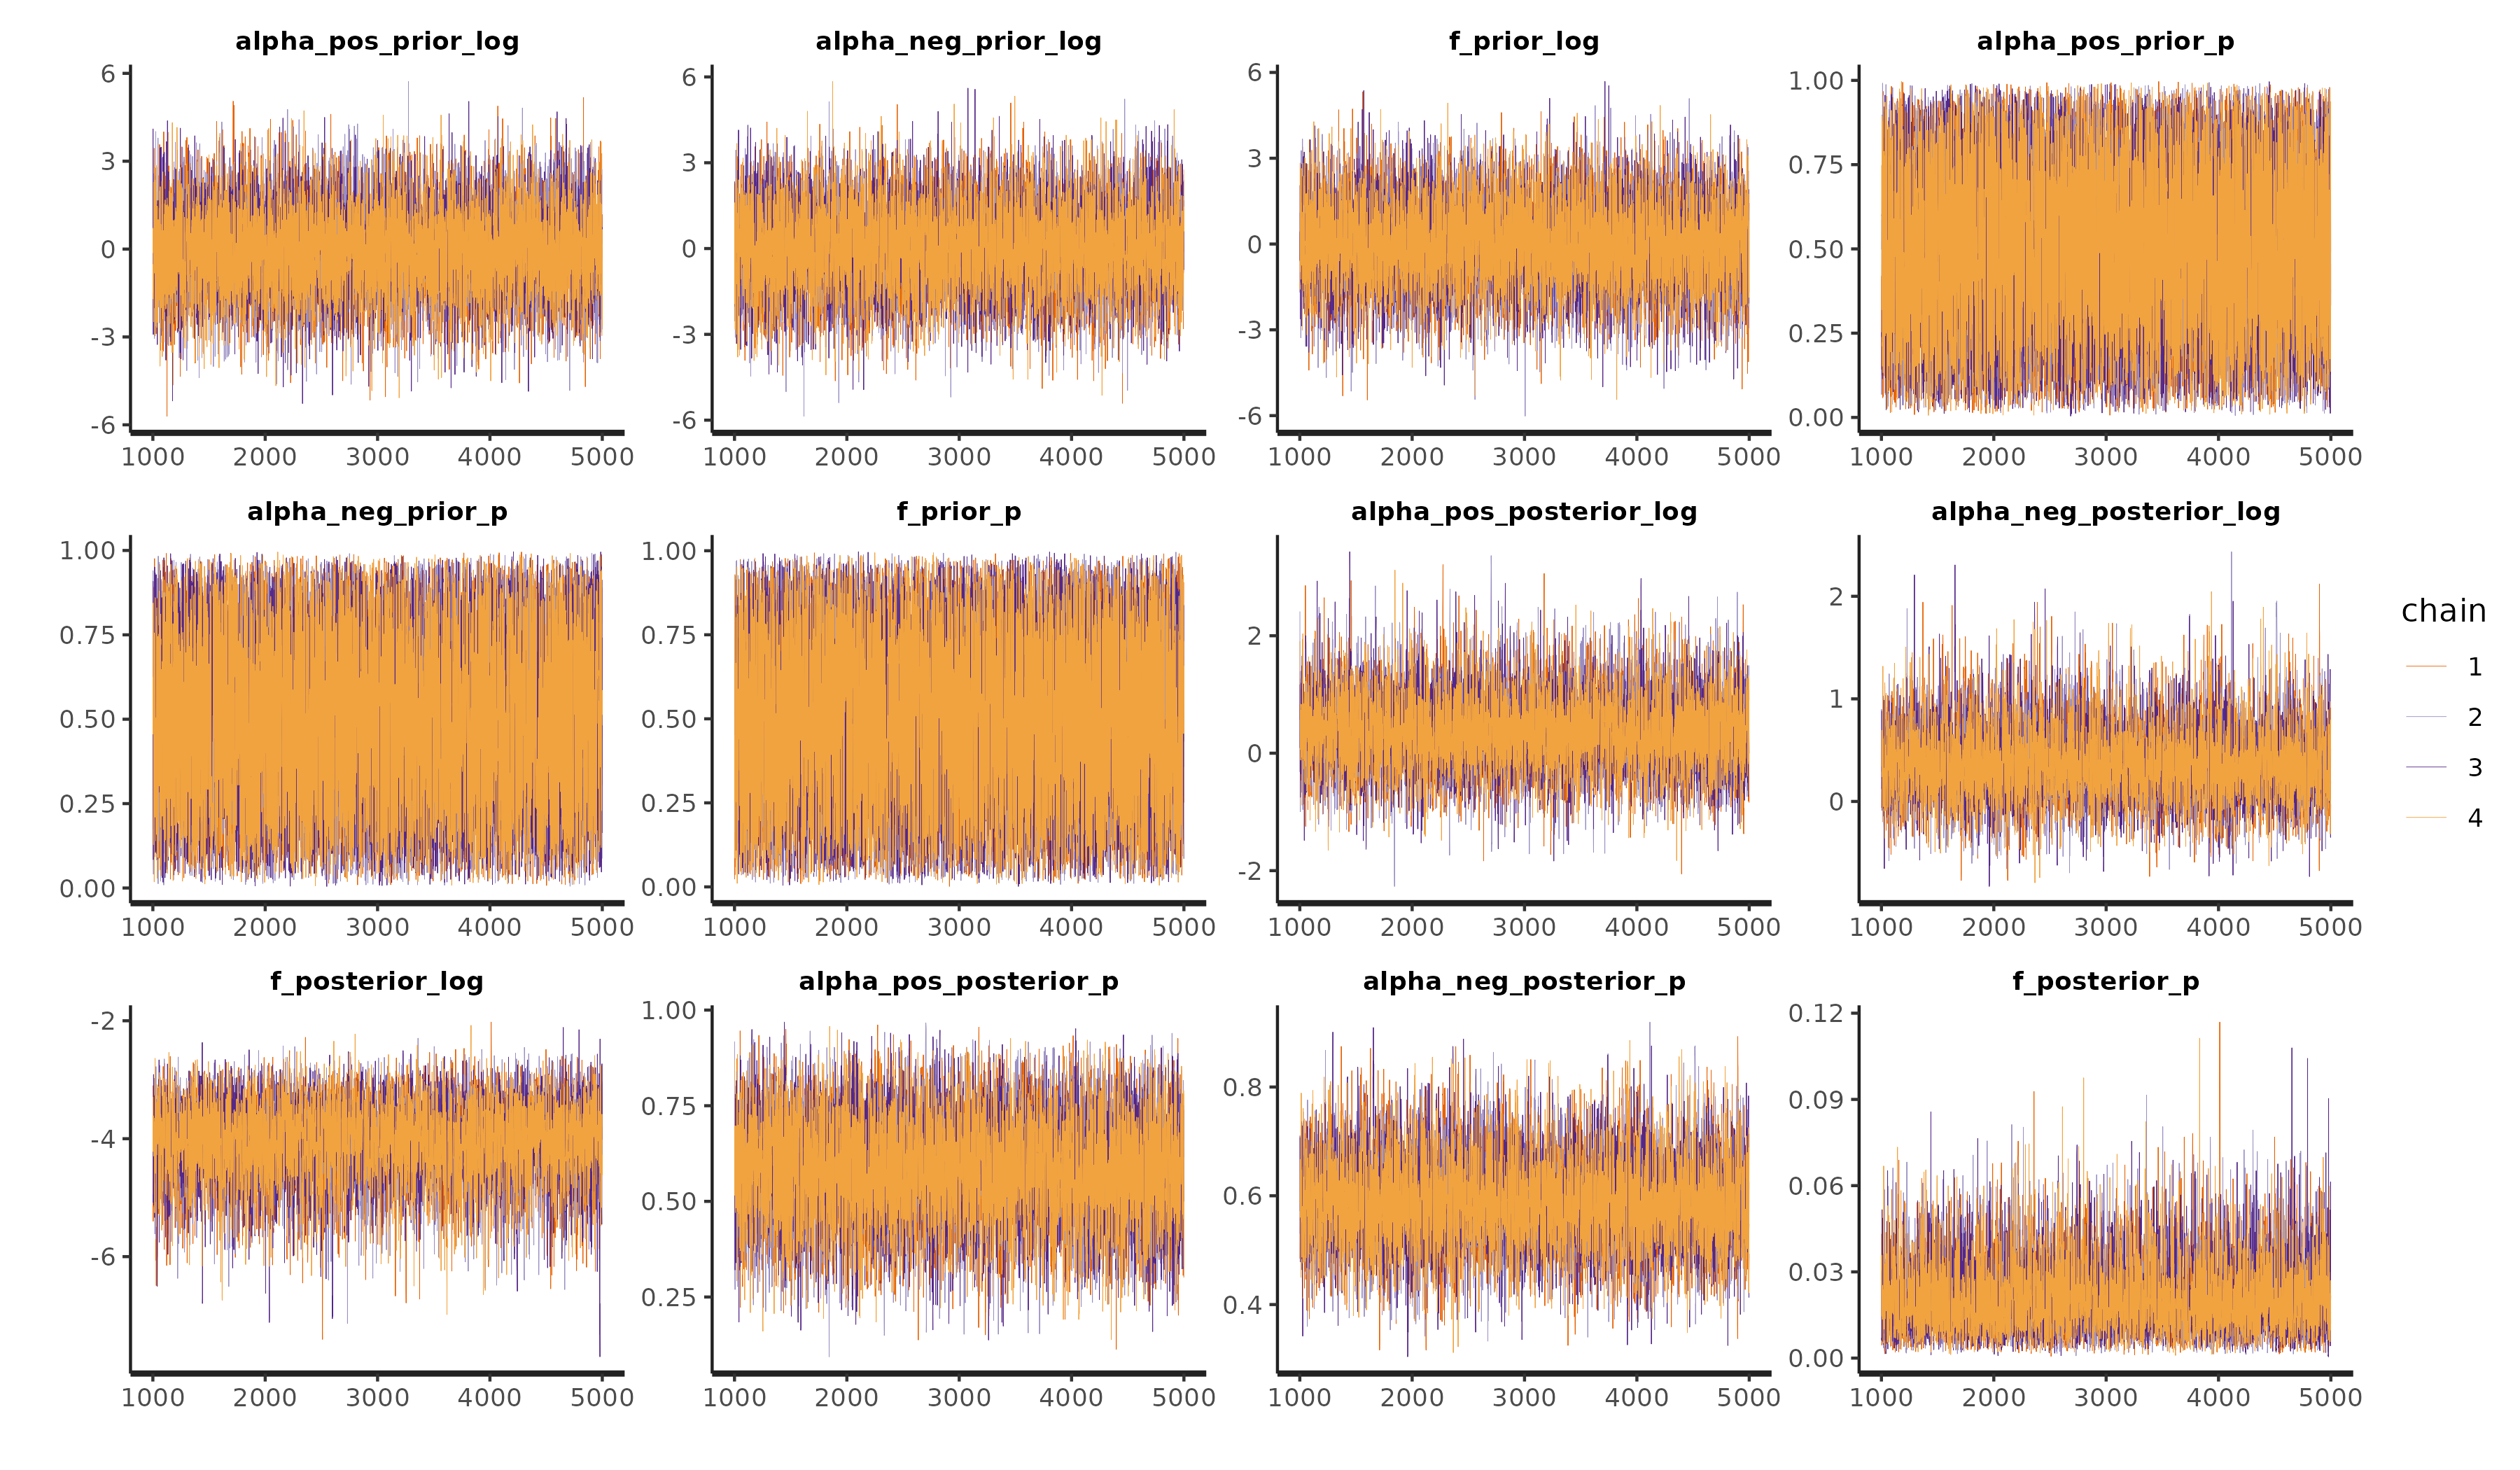 alpha_pos_prior_log
alpha_neg_prior_log
f_prior_log
alpha_pos_prior_p
6
3
0
-3
-6
1000 2000 3000 4000 5000
6
3
0
-3
-6
1000 2000 3000 4000 5000
6
3
0
-3
-6
1000 2000 3000 4000 5000
1.00
0.75
0.50
0.25
0.00
1000 2000 3000 4000 5000
alpha_neg_prior_p
f_prior_p
alpha_pos_posterior_log
alpha_neg_posterior_log
1.00
0.75
0.50
0.25
0.00
1000 2000 3000 4000 5000
1.00
0.75
0.50
0.25
0.00
1000 2000 3000 4000 5000
2
0
-2
1000 2000 3000 4000 5000
2
1
0
1000 2000 3000 4000 5000
chain
1
2
3
4
f_posterior_log
alpha_pos_posterior_p
alpha_neg_posterior_p
f_posterior_p
-2
-4
-6
1000 2000 3000 4000 5000
1.00
0.75
0.50
0.25
1000 2000 3000 4000 5000
0.8
0.6
0.4
1000 2000 3000 4000 5000
0.12
0.09
0.06
0.03
0.00
1000 2000 3000 4000 5000